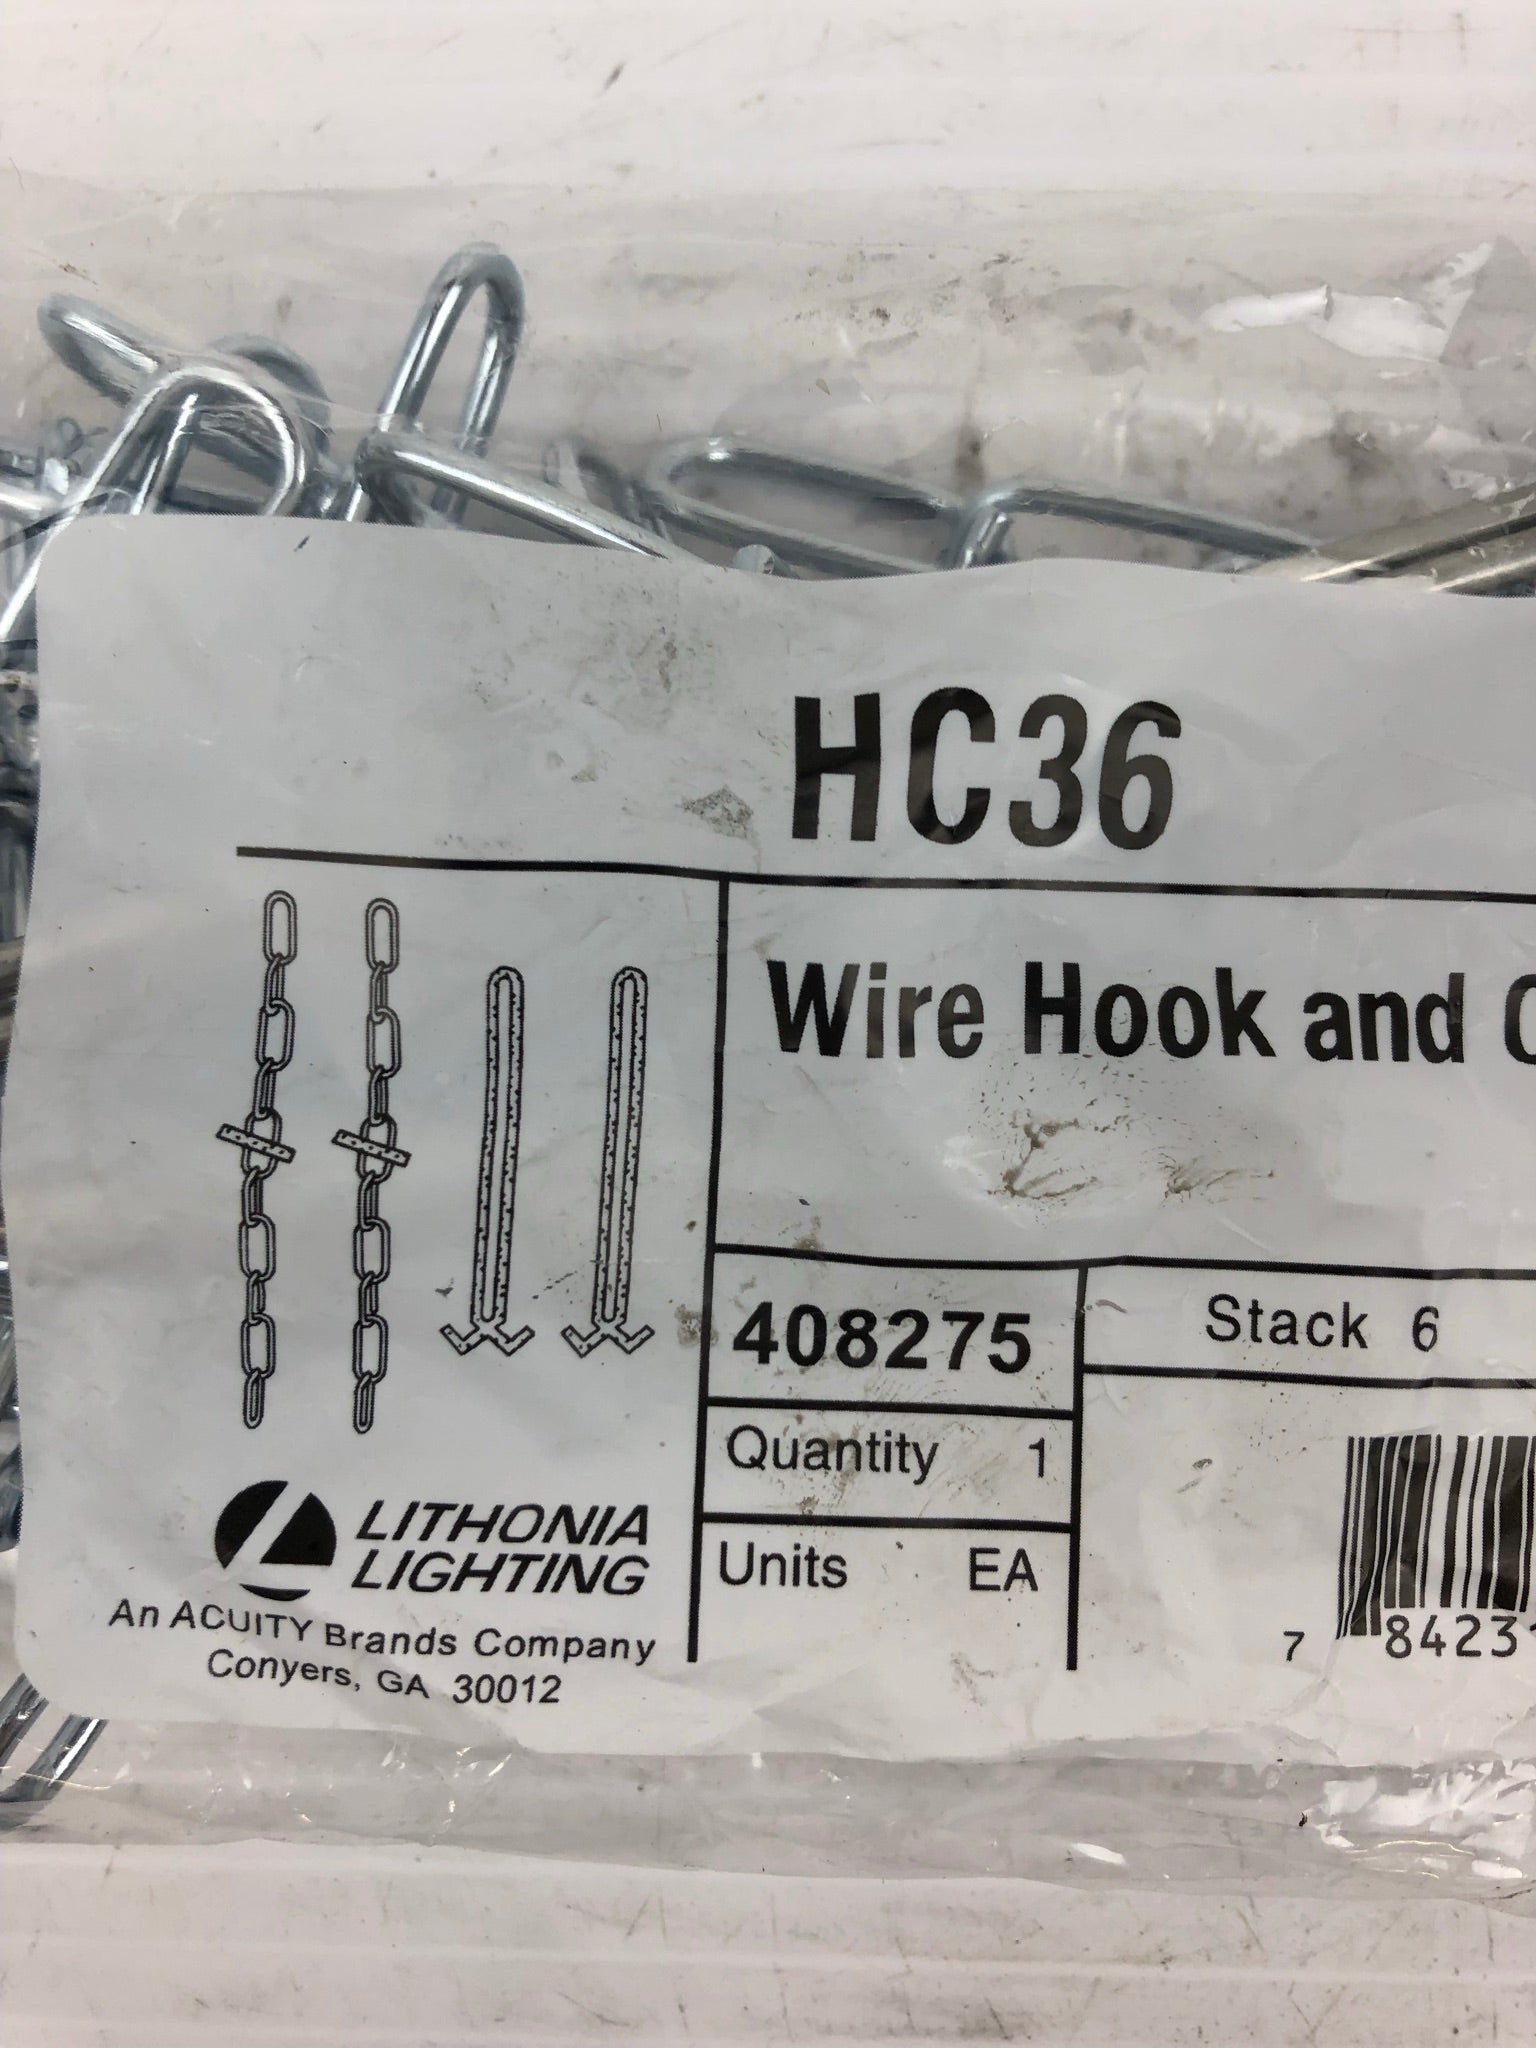 HC36
Wire Hook and
408275
Stack 6
Quantity 1
Units EA
7 84231
LITHONIA
LIGHTING
An ACUITY Brands Company
Conyers, GA 30012